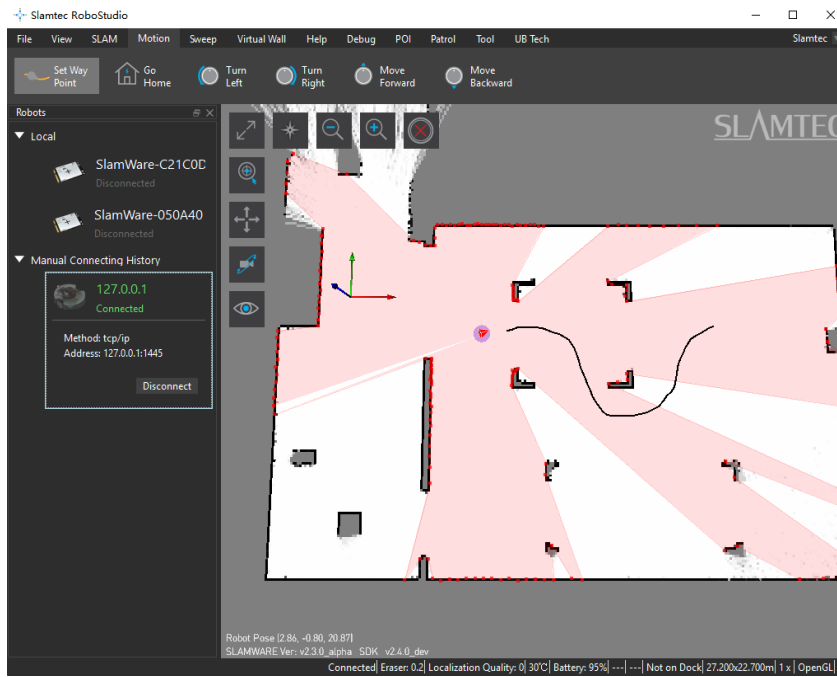 Slamtec RoboStudio
File View SLAM Motion Sweep Virtual Wall Help Debug POI Patrol Tool UB Tech Slamtec
Set Way Point
Go Home
Turn Left
Turn Right
Move Forward
Move Backward
Robots
Local
SlamWare-C21C0D
Disconnected
SlamWare-050A40
Disconnected
Manual Connecting History
127.0.0.1
Connected
Method: tcp/ip
Address: 127.0.0.1:1445
Disconnect
SLAMTEC
Robot Pose [2.86, -0.80, 20.87]
SLAMWARE Ver: v2.3.0_alpha SDK v2.4.0_dev
Connected| Eraser: 0.2| Localization Quality: 0| 30℃| Battery: 95%| ---| ---| Not on Dock| 27.200x22.700m| 1 x | OpenGL|